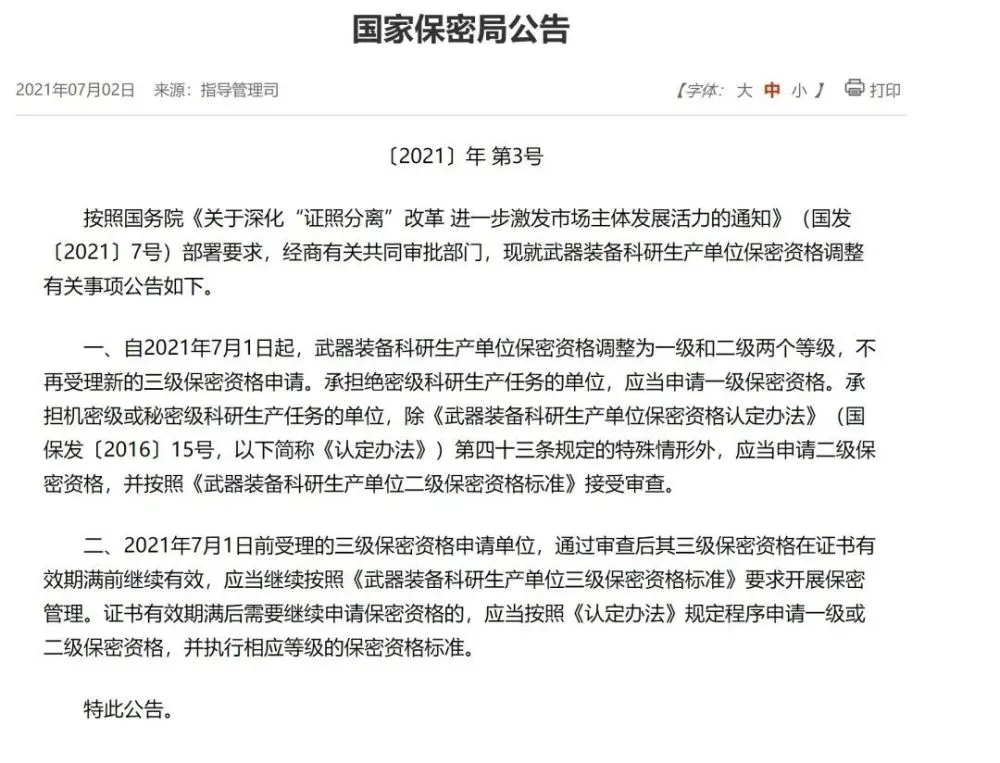 国家保密局公告
2021年07月02日 来源：指导管理司 【字体： 大 中 小 】 打印
〔2021〕年 第3号
按照国务院《关于深化“证照分离”改革 进一步激发市场主体发展活力的通知》（国发
〔2021〕7号）部署要求，经商有关共同审批部门，现就武器装备科研生产单位保密资格调整
有关事项公告如下。
一、自2021年7月1日起，武器装备科研生产单位保密资格调整为一级和二级两个等级，不
再受理新的三级保密资格申请。承担绝密级科研生产任务的单位，应当申请一级保密资格。承
担机密级或秘密级科研生产任务的单位，除《武器装备科研生产单位保密资格认定办法》（国
保发〔2016〕15号，以下简称《认定办法》）第四十三条规定的特殊情形外，应当申请二级保
密资格，并按照《武器装备科研生产单位二级保密资格标准》接受审查。
二、2021年7月1日前受理的三级保密资格申请单位，通过审查后其三级保密资格在证书有
效期满前继续有效，应当继续按照《武器装备科研生产单位三级保密资格标准》要求开展保密
管理。证书有效期满后需要继续申请保密资格的，应当按照《认定办法》规定程序申请一级或
二级保密资格，并执行相应等级的保密资格标准。
特此公告。